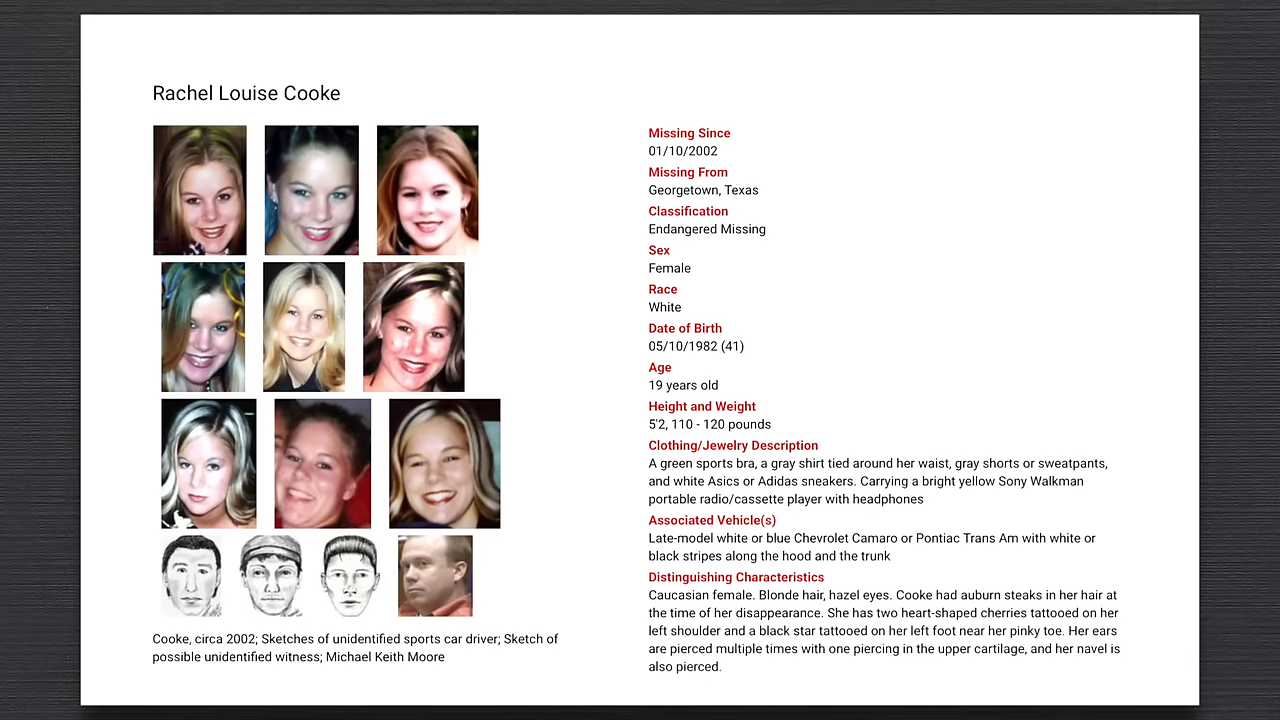 Rachel Louise Cooke
Cooke, circa 2002; Sketches of unidentified sports car driver; Sketch of
possible unidentified witness; Michael Keith Moore
Missing Since
01/10/2002
Missing From
Georgetown, Texas
Classification
Endangered Missing
Sex
Female
Race
White
Date of Birth
05/10/1982 (41)
Age
19 years old
Height and Weight
5'2, 110 - 120 pounds
Clothing/Jewelry Description
A green sports bra, a gray shirt tied around her waist, gray shorts or sweatpants,
and white Asics or Adidas sneakers. Carrying a bright yellow Sony Walkman
portable radio/cassette player with headphones
Associated Vehicle(s)
Late-model white or blue Chevrolet Camaro or Pontiac Trans Am with white or
black stripes along the hood and the trunk
Distinguishing Characteristics
Caucasian female. Blonde hair, hazel eyes. Cooke had auburn steaks in her hair at
the time of her disappearance. She has two heart-shaped cherries tattooed on her
left shoulder and a black star tattooed on her left foot near her pinky toe. Her ears
are pierced multiple times with one piercing in the upper cartilage, and her navel is
also pierced.